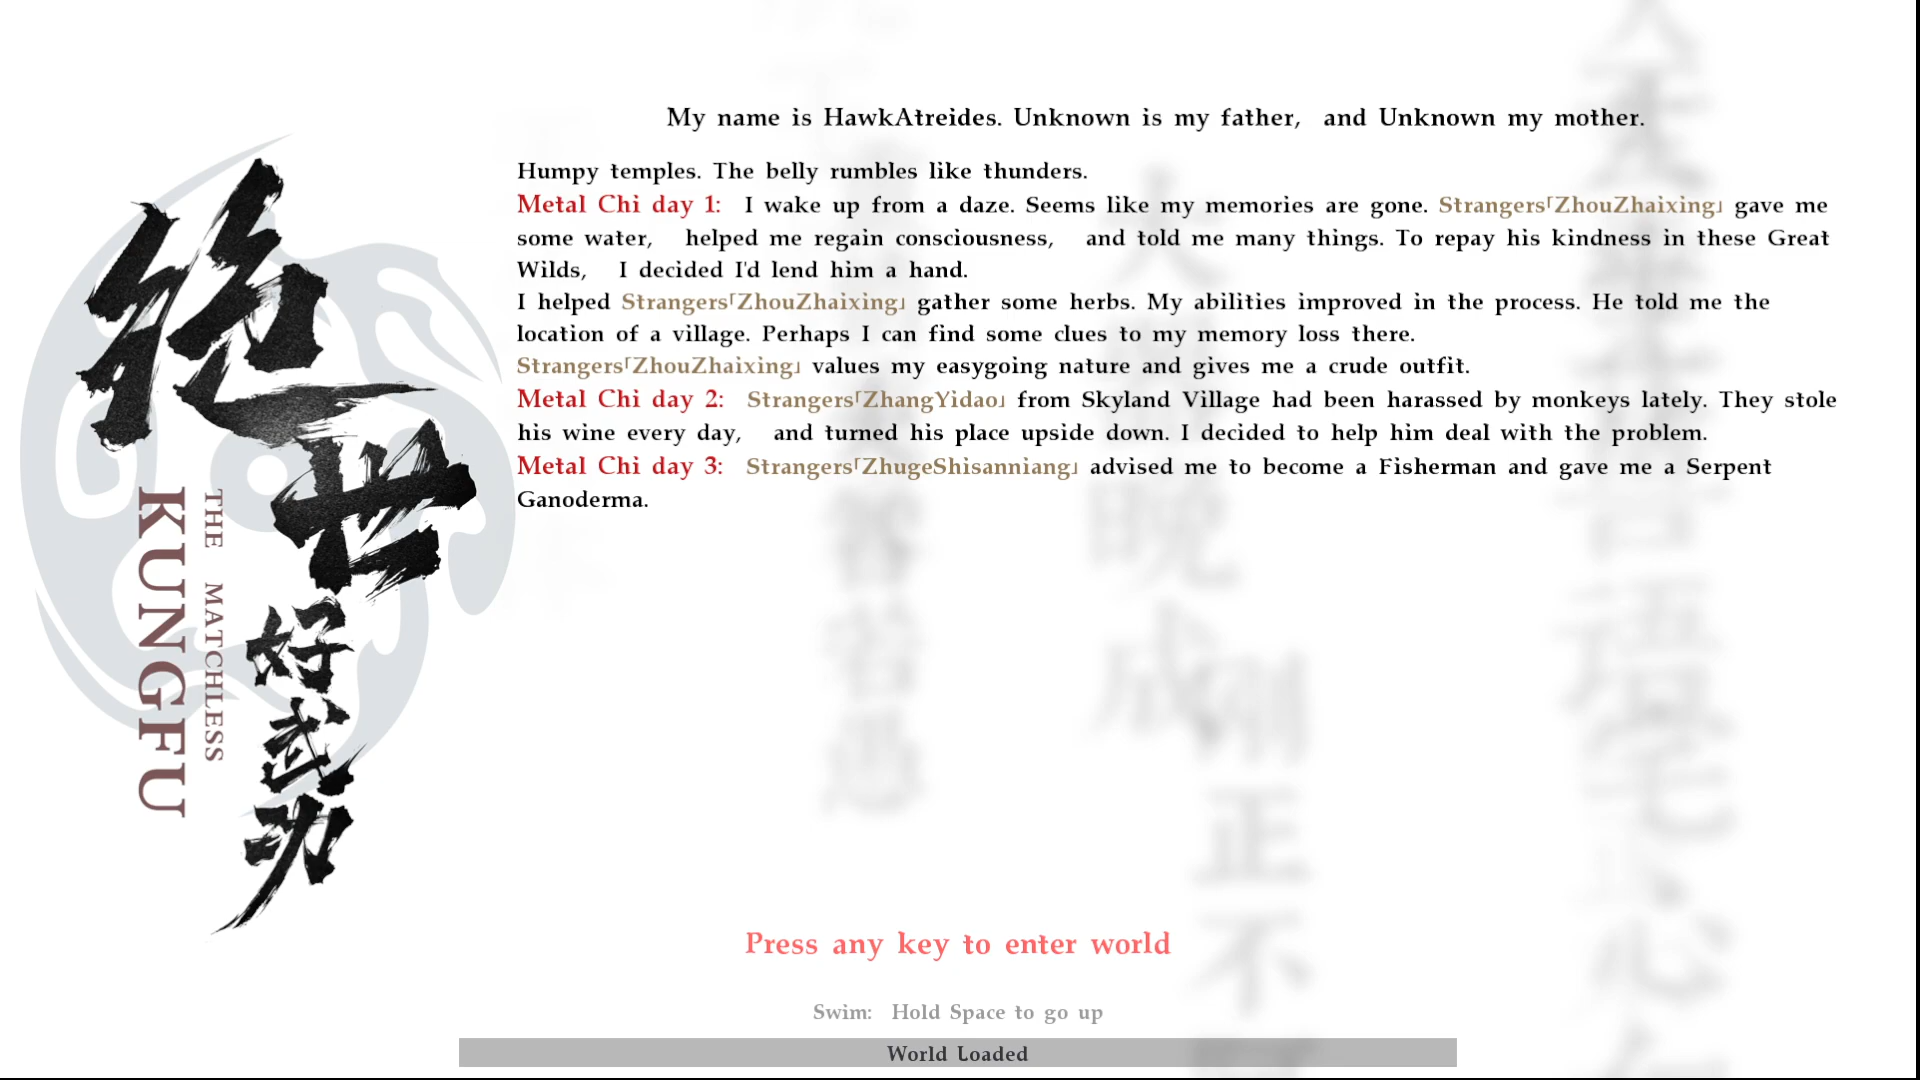 My name is HawkAtreides. Unknown is my father, and Unknown my mother.
Humpy temples. The belly rumbles like thunders.
Metal Chi day 1: I wake up from a daze. Seems like my memories are gone. Strangers「ZhouZhaixing」 gave me
some water, helped me regain consciousness, and told me many things. To repay his kindness in these Great
Wilds, I decided I'd lend him a hand.
I helped Strangers「ZhouZhaixing」 gather some herbs. My abilities improved in the process. He told me the
location of a village. Perhaps I can find some clues to my memory loss there.
Strangers「ZhouZhaixing」 values my easygoing nature and gives me a crude outfit.
Metal Chi day 2: Strangers「ZhangYidao」 from Skyland Village had been harassed by monkeys lately. They stole
his wine every day, and turned his place upside down. I decided to help him deal with the problem.
Metal Chi day 3: Strangers「ZhugeShisanniang」 advised me to become a Fisherman and gave me a Serpent
Ganoderma.
绝世
好武功
THE MATCHLESS
KUNGFU
Press any key to enter world
Swim: Hold Space to go up
World Loaded